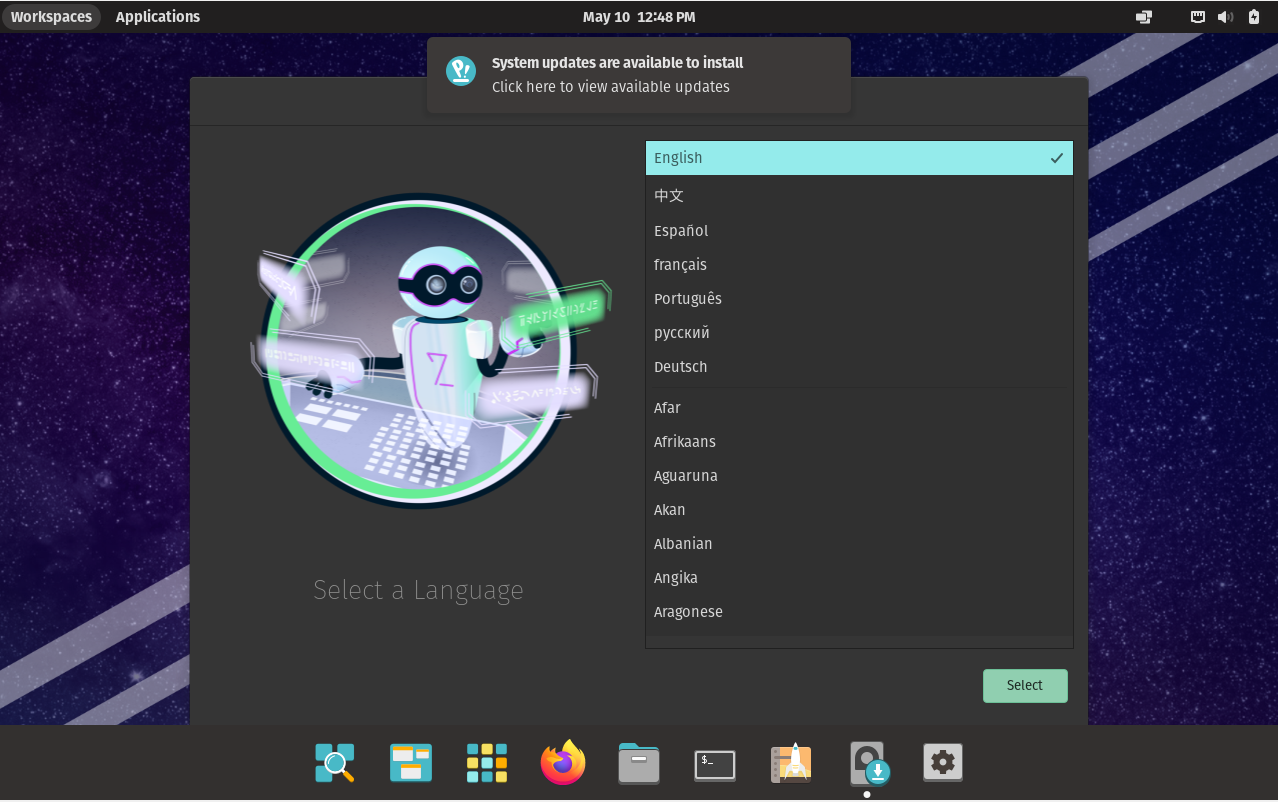 Workspaces
Applications
May 10 12:48 PM
System updates are available to install
Click here to view available updates
English
中文
Español
français
Português
русский
Deutsch
Afar
Afrikaans
Aguaruna
Akan
Albanian
Angika
Aragonese
Select a Language
Select
$_